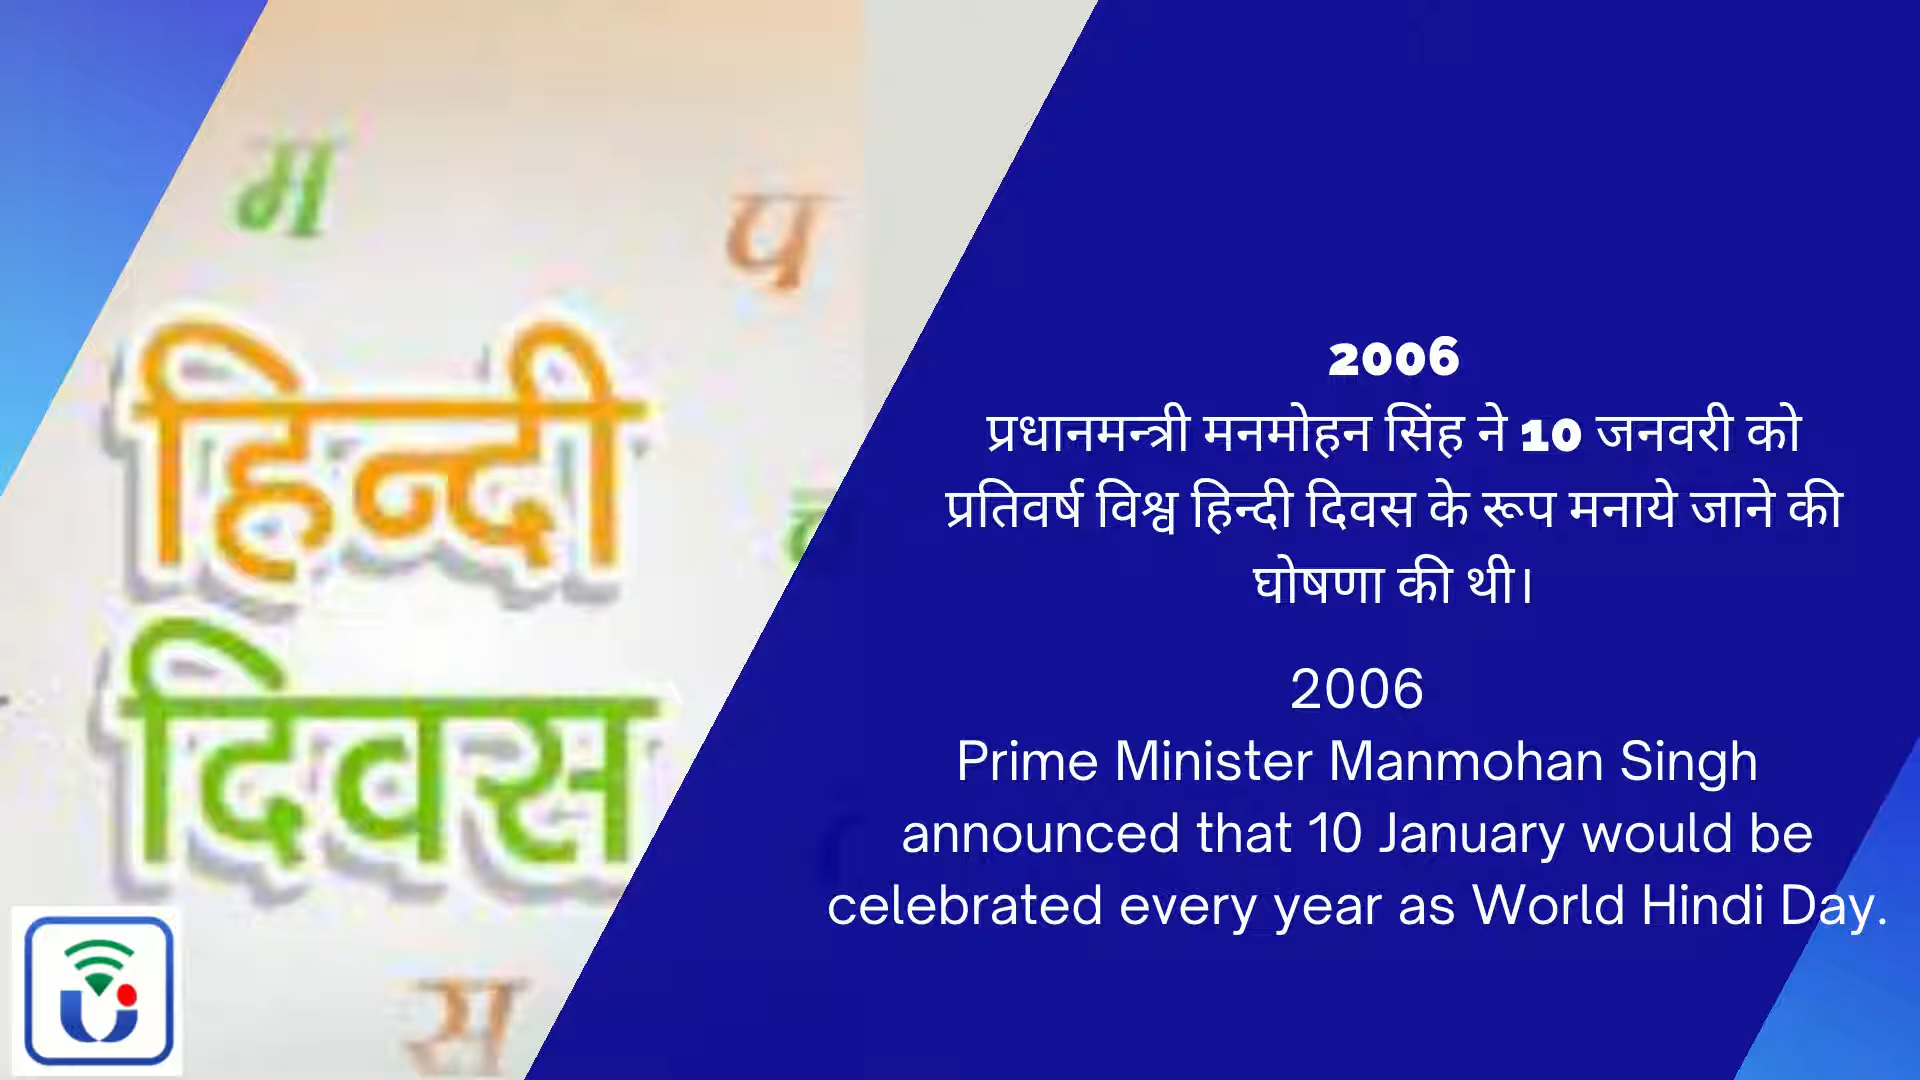 म
प
हिन्दी
दिवस
स
2006
प्रधानमन्त्री मनमोहन सिंह ने 10 जनवरी को
प्रतिवर्ष विश्व हिन्दी दिवस के रूप मनाये जाने की
घोषणा की थी।
2006
Prime Minister Manmohan Singh
announced that 10 January would be
celebrated every year as World Hindi Day.